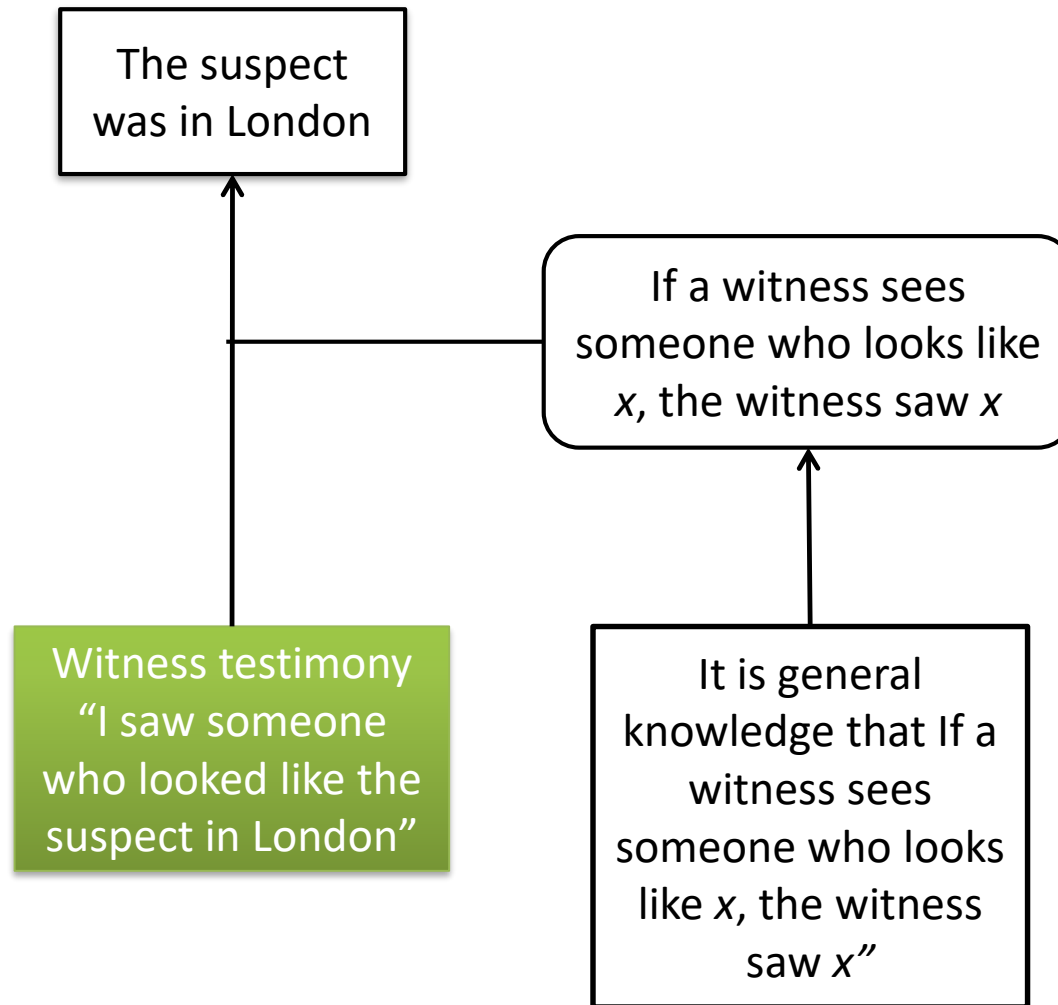 The suspect
was in London
If a witness sees
someone who looks like
x, the witness saw x
Witness testimony
“I saw someone
who looked like the
suspect in London”
It is general
knowledge that If a
witness sees
someone who looks
like x, the witness
saw x”